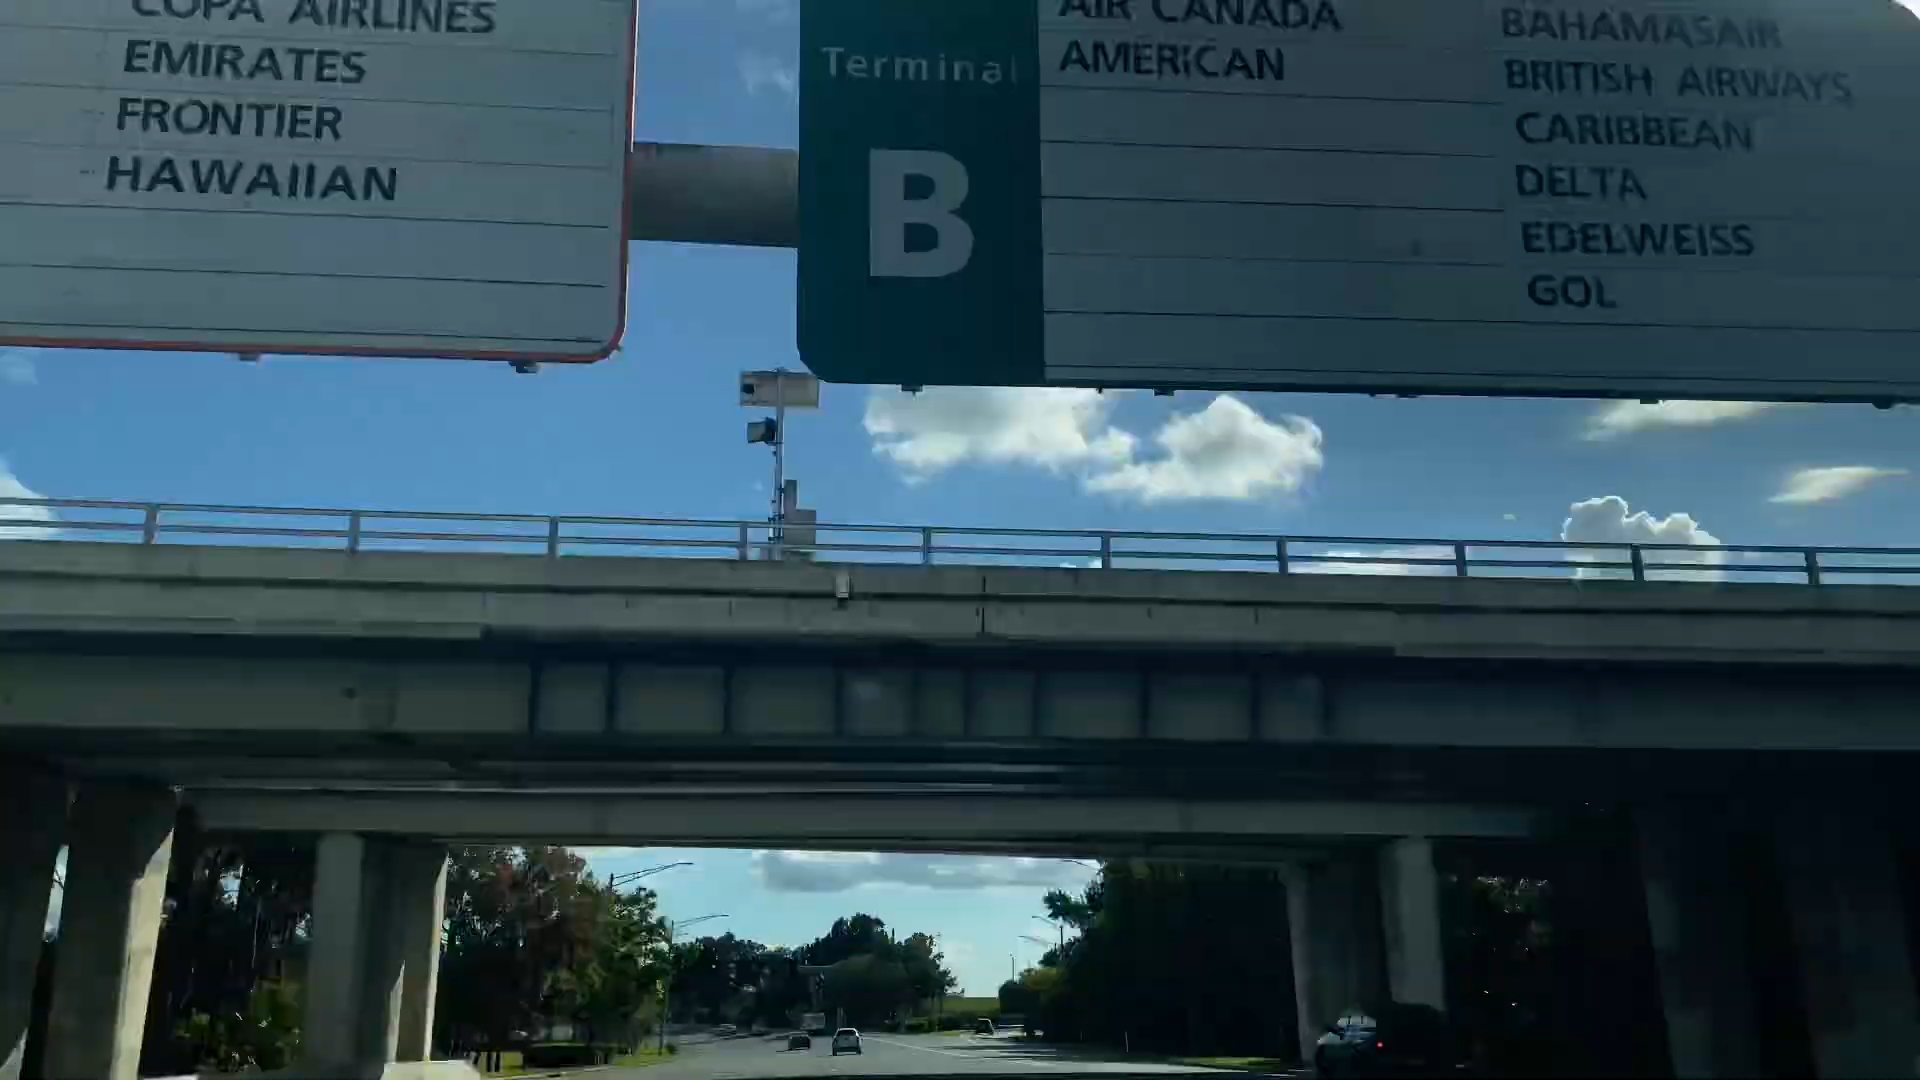 COPA AIRLINES
EMIRATES
FRONTIER
HAWAIIAN
Terminal
B
AIR CANADA
AMERICAN
BAHAMASAIR
BRITISH AIRWAYS
CARIBBEAN
DELTA
EDELWEISS
GOL